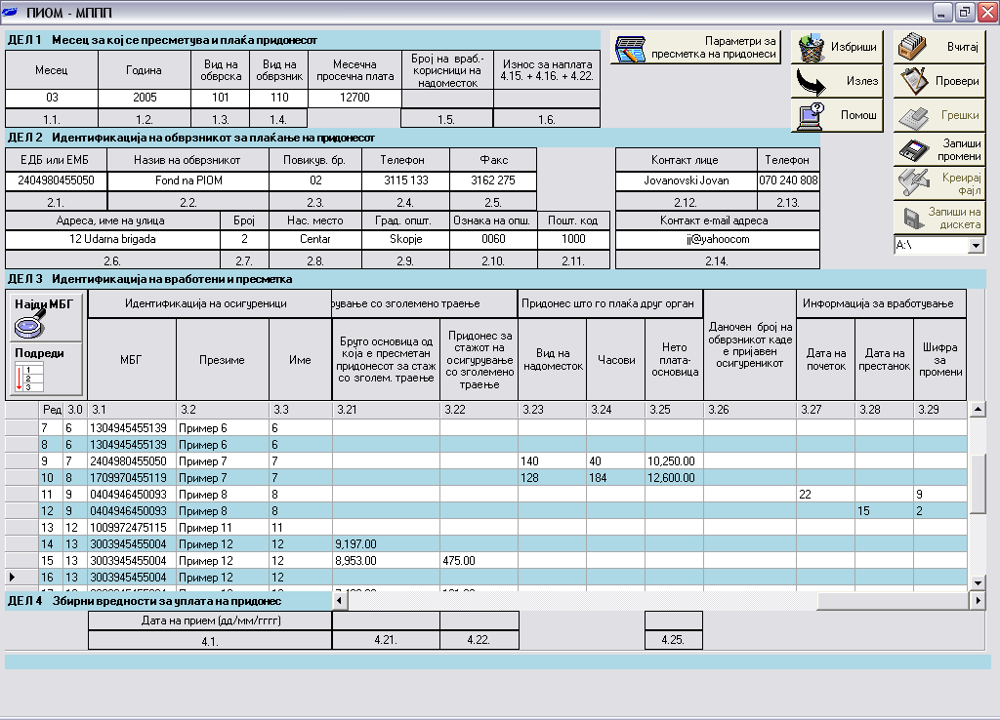 ПИОМ - МППП
ДЕЛ 1 Месец за кој се пресметува и плаќа придонесот
Месец
Година
Вид на обврска
Вид на обврзник
Месечна просечна плата
Број на враб.-корисници на надоместок
Износ за наплата 4.15. + 4.16. + 4.22.
03 2005 101 110 12700
1.1. 1.2. 1.3. 1.4. 1.5. 1.6.
Параметри за пресметка на придонеси
Избриши
Излез
Помош
Вчитај
Провери
Грешки
Запиши промени
Креирај фајл
Запиши на дискета
A:\
ДЕЛ 2 Идентификација на обврзникот за плаќање на придонесот
ЕДБ или ЕМБ Назив на обврзникот Повикув. бр. Телефон Факс Контакт лице Телефон
2404980455050 Fond na PIOM 02 3115 133 3162 275 Jovanovski Jovan 070 240 808
2.1. 2.2. 2.3. 2.4. 2.5. 2.12. 2.13.
Адреса, име на улица Број Нас. место Град. општ. Ознака на опш. Пошт. код Контакт e-mail адреса
12 Udarna brigada 2 Centar Skopje 0060 1000 jj@yahoocom
2.6. 2.7. 2.8. 2.9. 2.10. 2.11. 2.14.
ДЕЛ 3 Идентификација на вработени и пресметка
Најди МБГ
Подреди
1
2
3
Идентификација на осигуреници
рување со зголемено траење
Придонес што го плаќа друг орган
Информација за вработување
МБГ
Презиме
Име
Бруто основица од која е пресметан придонесот за стаж со зголем. траење
Придонес за стажот на осигурување со зголемено траење
Вид на надоместок
Часови
Нето плата-основица
Даночен број на обврзникот каде е пријавен осигуреникот
Дата на почеток
Дата на престанок
Шифра за промени
Ред 3.0 3.1 3.2 3.3 3.21 3.22 3.23 3.24 3.25 3.26 3.27 3.28 3.29
7 6 1304945455139 Пример 6 6
8 6 1304945455139 Пример 6 6
9 7 2404980455050 Пример 7 7 140 40 10,250.00
10 8 1709970455119 Пример 7 7 128 184 12,600.00
11 9 0404946450093 Пример 8 8 22 9
12 9 0404946450093 Пример 8 8 15 2
13 12 1009972475115 Пример 11 11
14 13 3003945455004 Пример 12 12 9,197.00
15 13 3003945455004 Пример 12 12 8,953.00 475.00
16 13 3003945455004 Пример 12 12
ДЕЛ 4 Збирни вредности за уплата на придонес
Дата на прием (дд/мм/гггг)
4.1. 4.21. 4.22. 4.25.